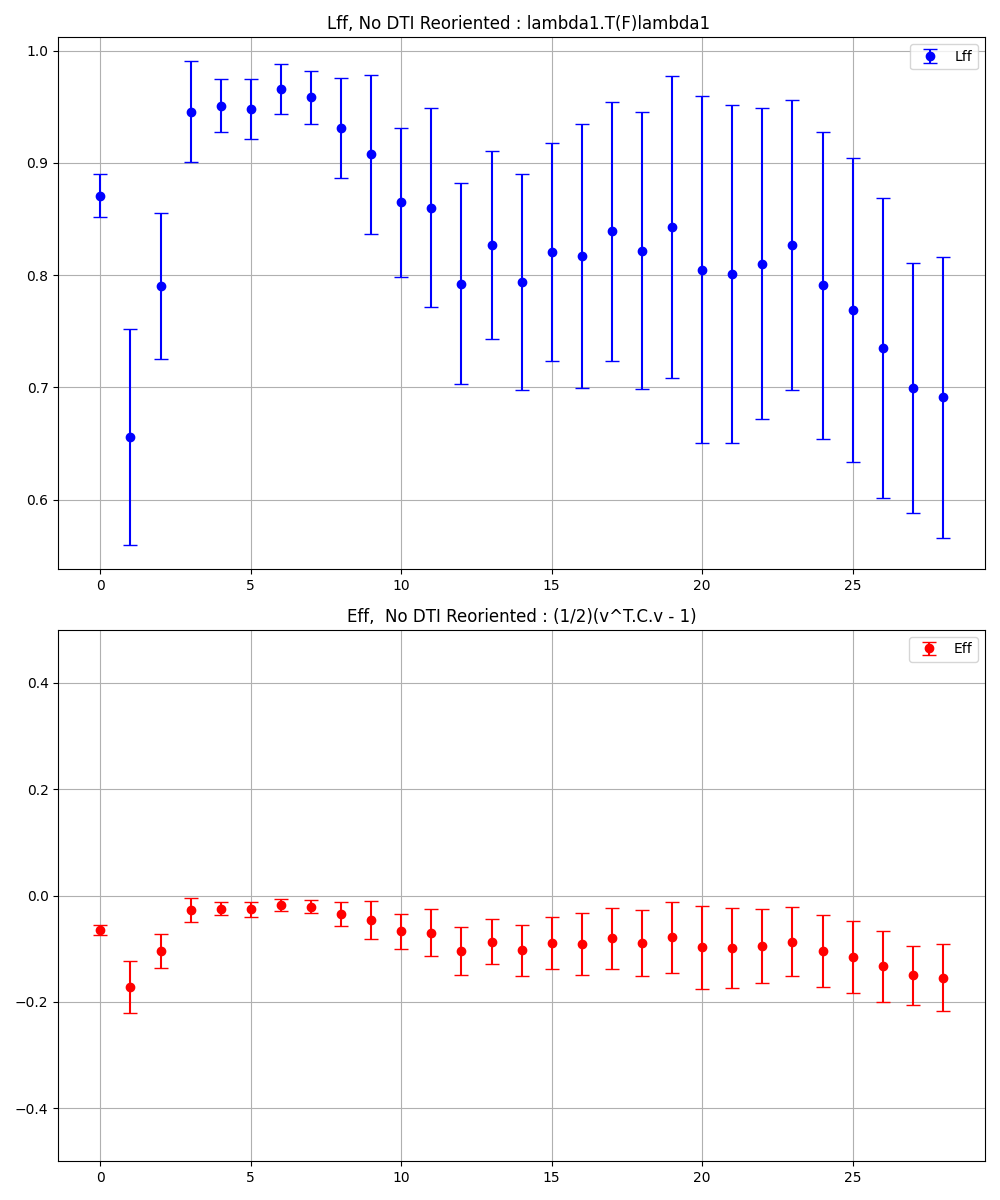 Lff, No DTI Reoriented : lambda1.T(F)lambda1
1.0
0.9
0.8
0.7
0.6
Lff
0 5 10 15 20 25
Eff,  No DTI Reoriented : (1/2)(v^T.C.v - 1)
0.4
0.2
0.0
−0.2
−0.4
Eff
0 5 10 15 20 25